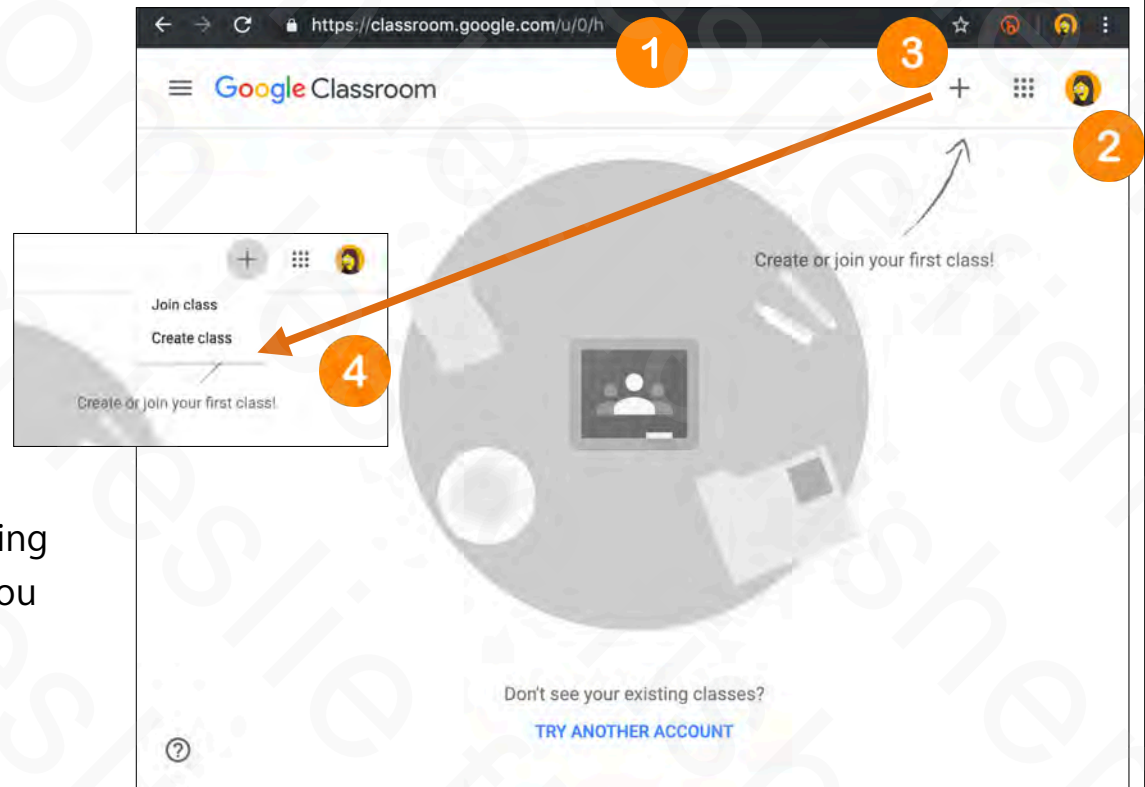 https://classroom.google.com/u/0/h
1
3
Google Classroom
2
Create or join your first class!
Join class
Create class
4
Create or join your first class!
ing
ou
Don't see your existing classes?
TRY ANOTHER ACCOUNT